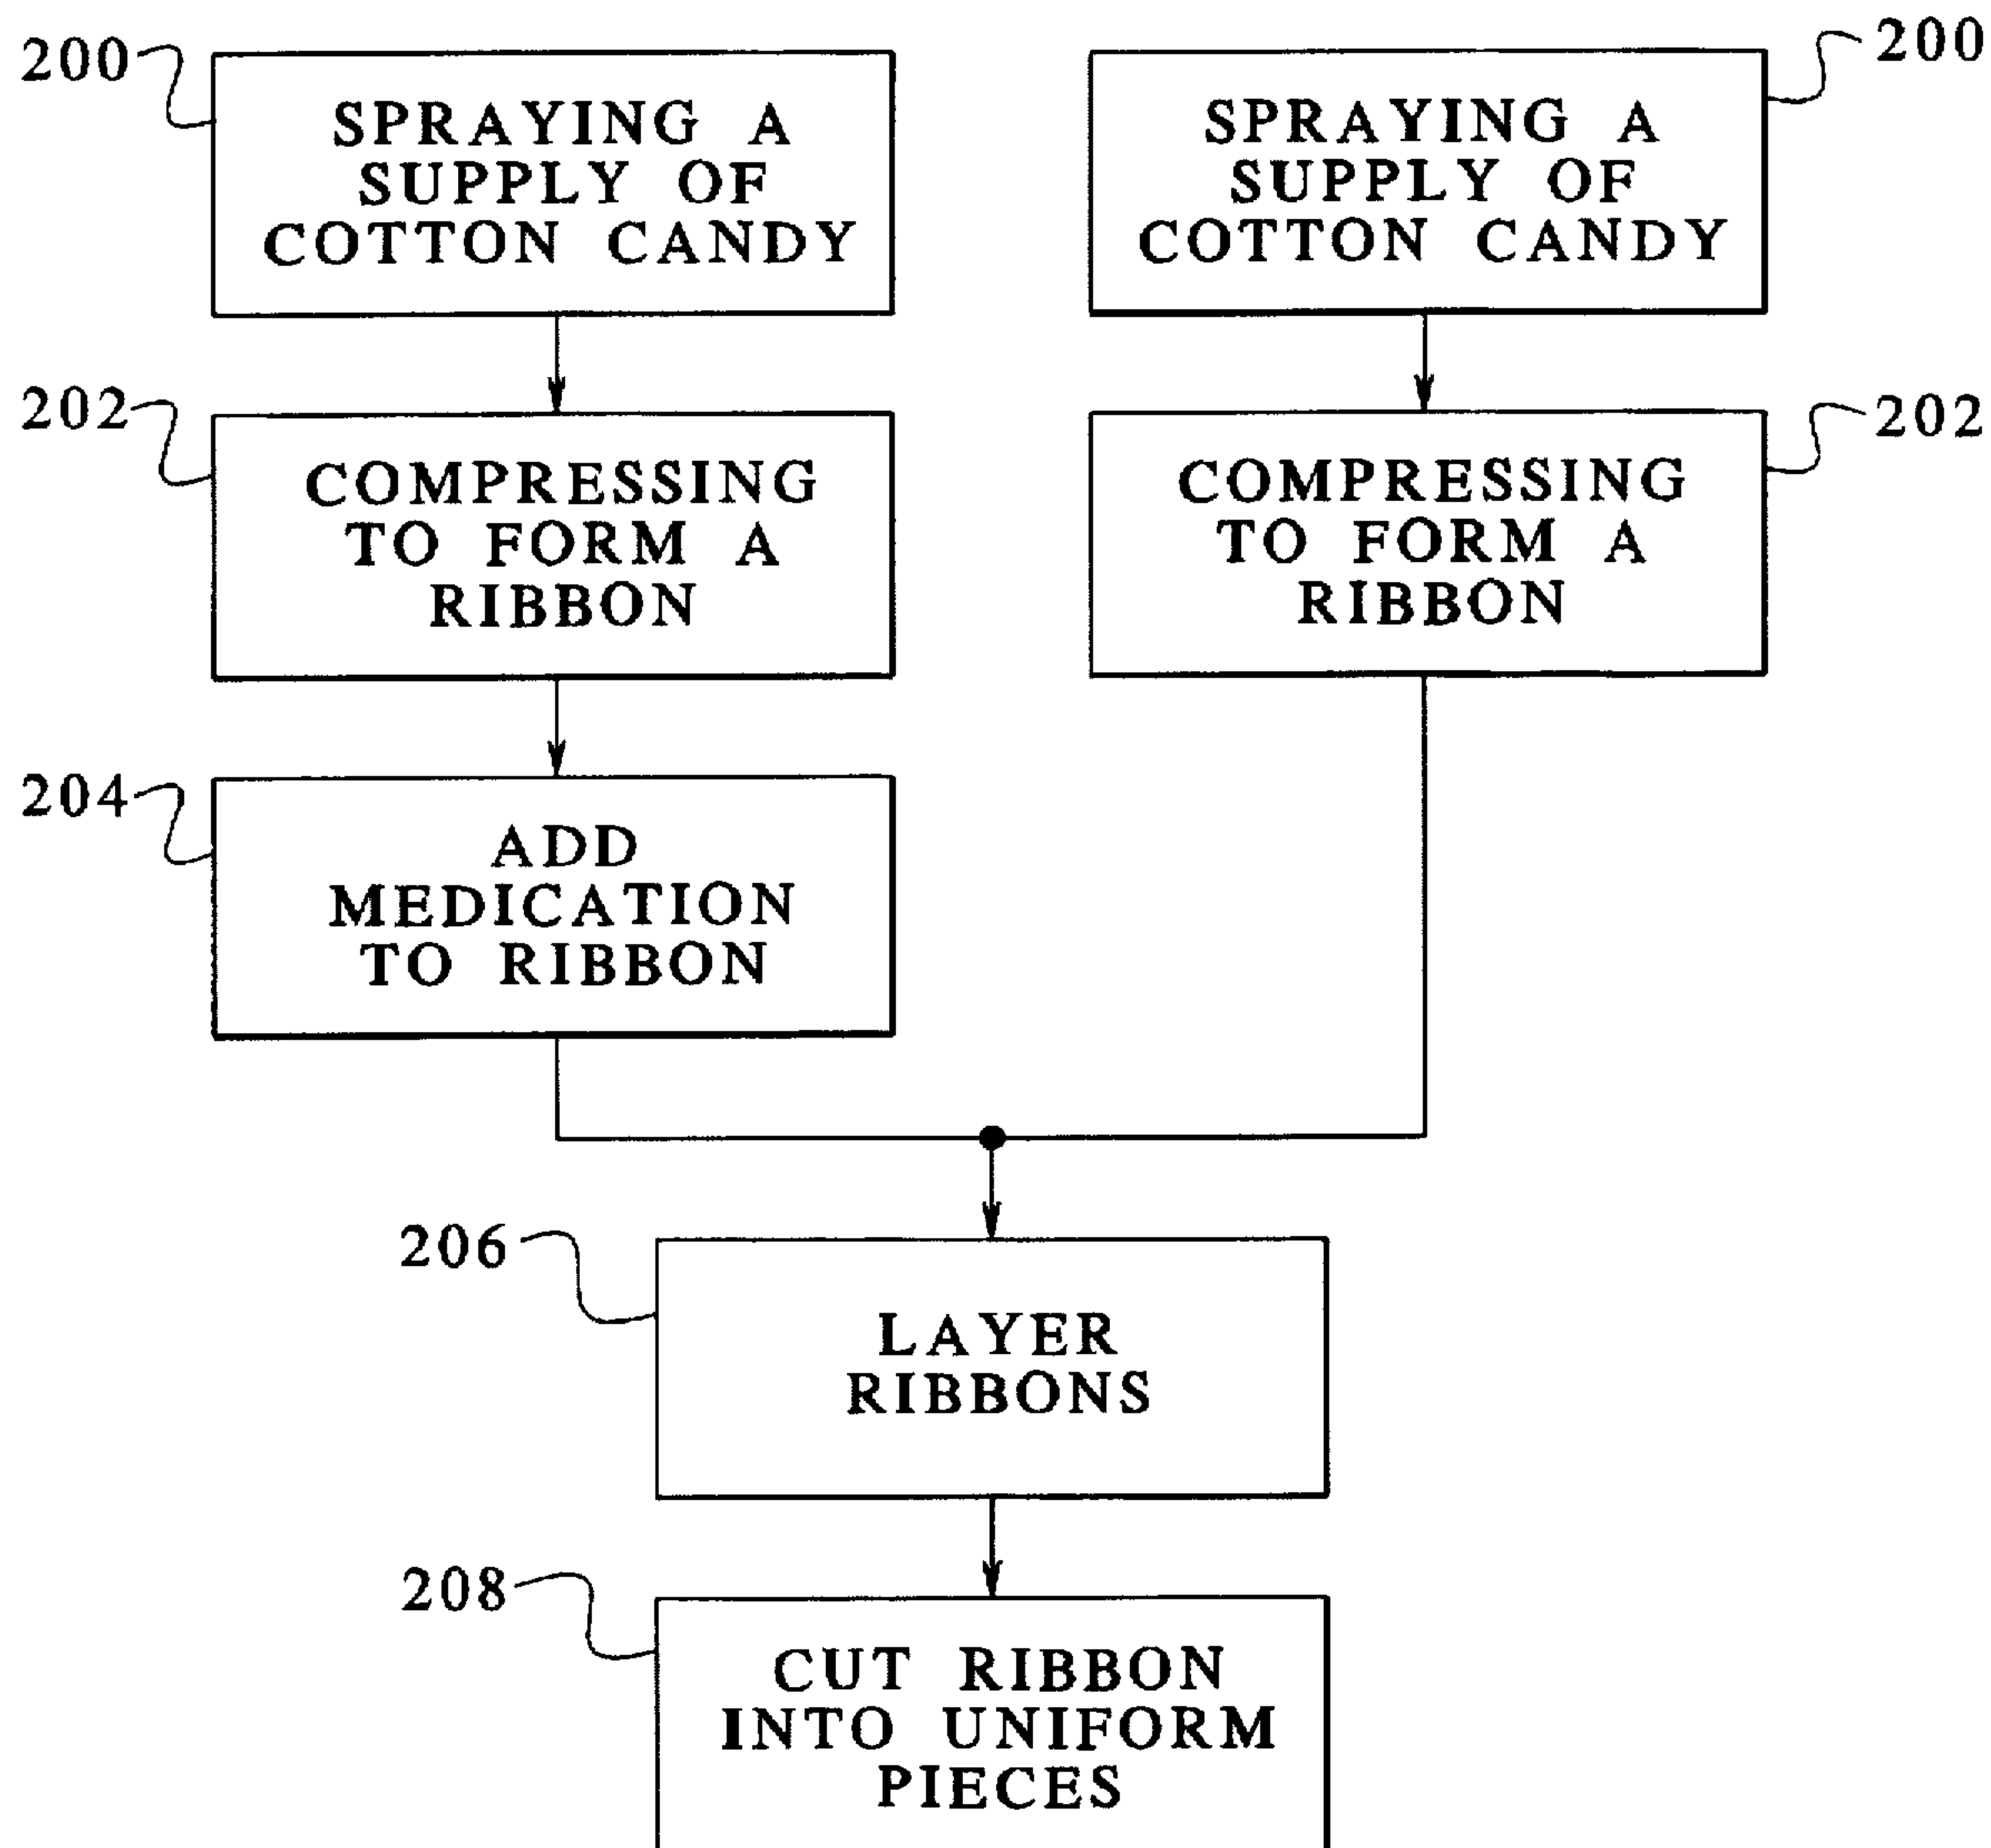 200
SPRAYING A
SUPPLY OF
COTTON CANDY
200
SPRAYING A
SUPPLY OF
COTTON CANDY
202
COMPRESSING
TO FORM A
RIBBON
202
COMPRESSING
TO FORM A
RIBBON
204
ADD
MEDICATION
TO RIBBON
206
LAYER
RIBBONS
208
CUT RIBBON
INTO UNIFORM
PIECES